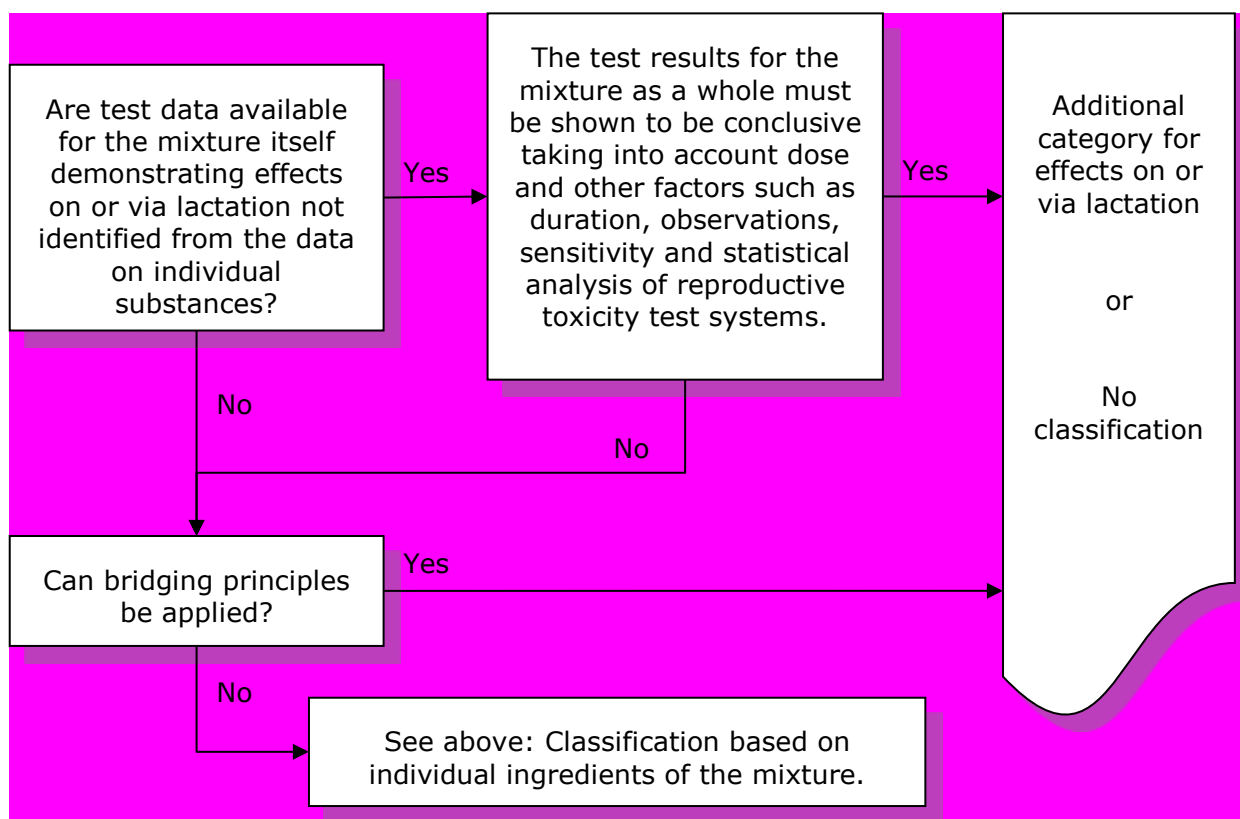 Are test data available
for the mixture itself
demonstrating effects
on or via lactation not
identified from the data
on individual
substances?
Yes
The test results for the
mixture as a whole must
be shown to be conclusive
taking into account dose
and other factors such as
duration, observations,
sensitivity and statistical
analysis of reproductive
toxicity test systems.
Yes
Additional
category for
effects on or
via lactation
or
No
classification
No
No
Can bridging principles
be applied?
Yes
No
See above: Classification based on
individual ingredients of the mixture.